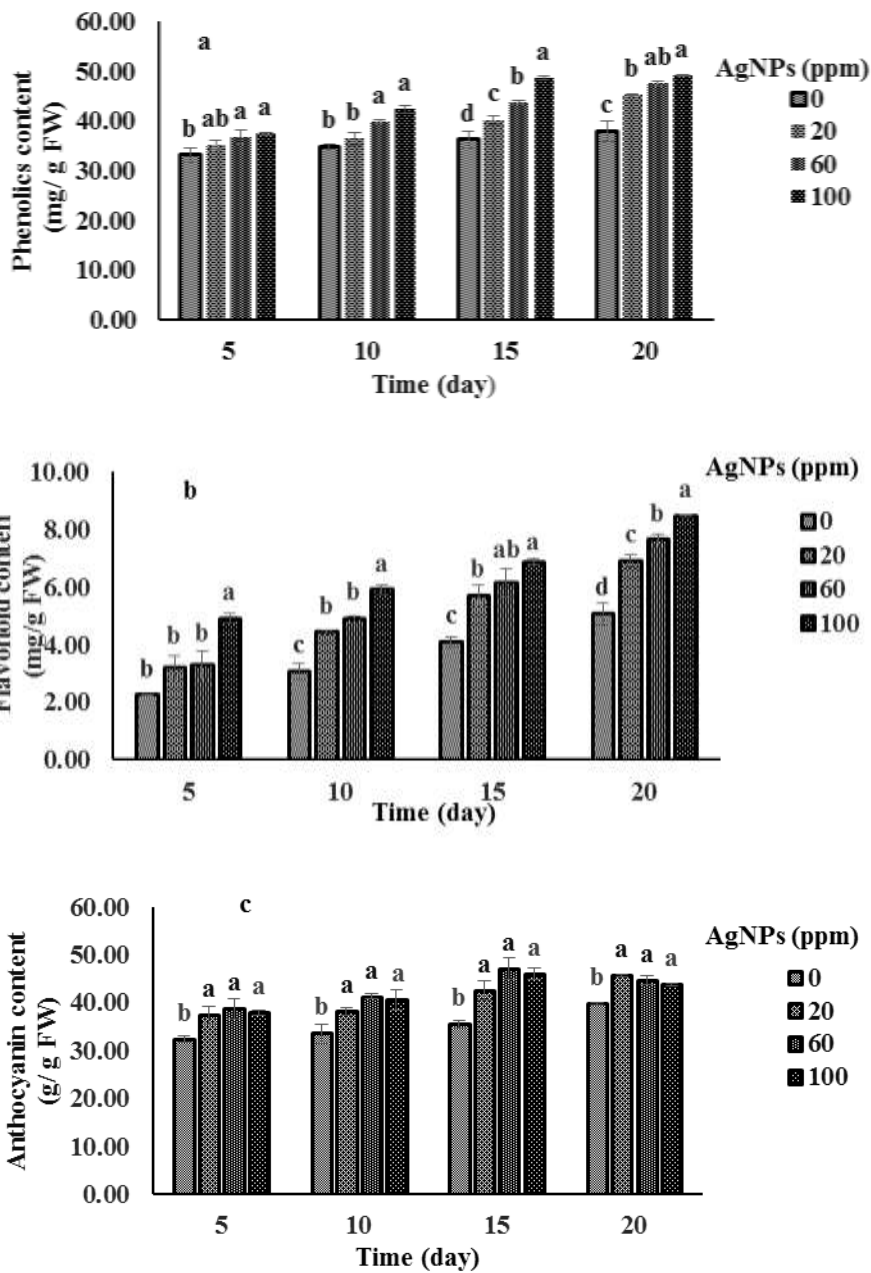 60.00
50.00
40.00
30.00
20.00
10.00
0.00
Phenolics content
(mg/ g FW)
a
b ab a a
b b a a
d c b a
c b ab a
5 10 15 20
Time (day)
AgNPs (ppm)
0
20
60
100
10.00
8.00
6.00
4.00
2.00
0.00
(mg/g FW)
b
b b b a
c b b a
c b ab a
d c b a
5 10 15 20
Time (day)
AgNPs (ppm)
0
20
60
100
60.00
50.00
40.00
30.00
20.00
10.00
0.00
Anthocyanin content
(g/ g FW)
c
b a a a
b a a a
b a a a
b a a a
5 10 15 20
Time (day)
AgNPs (ppm)
0
20
60
100